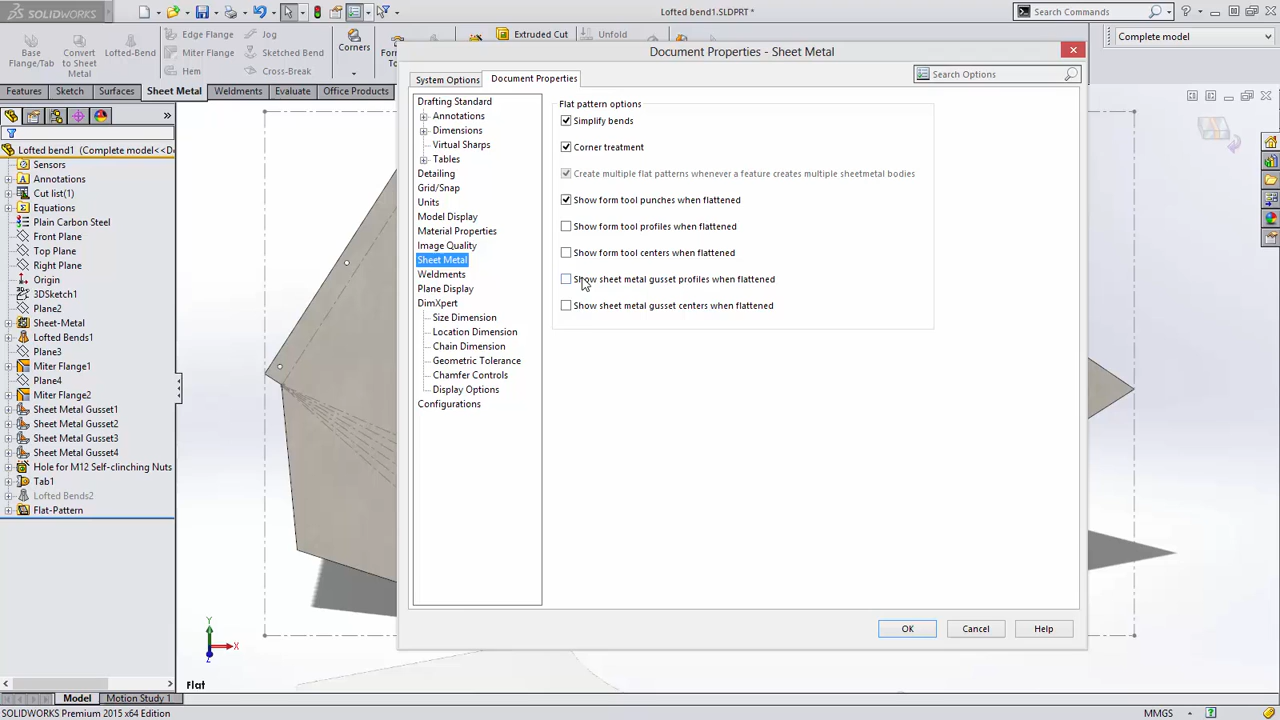 SOLIDWORKS
Lofted bend1.SLDPRT *
Search Commands
Base Flange/Tab
Convert to Sheet Metal
Lofted-Bend
Edge Flange
Miter Flange
Hem
Jog
Sketched Bend
Cross-Break
Corners
Extruded Cut
Unfold
Complete model
Features
Sketch
Surfaces
Sheet Metal
Weldments
Evaluate
Office Products
Lofted bend1 (Complete model<<D
Sensors
Annotations
Cut list(1)
Equations
Plain Carbon Steel
Front Plane
Top Plane
Right Plane
Origin
3DSketch1
Plane2
Sheet-Metal
Lofted Bends1
Plane3
Miter Flange1
Plane4
Miter Flange2
Sheet Metal Gusset1
Sheet Metal Gusset2
Sheet Metal Gusset3
Sheet Metal Gusset4
Hole for M12 Self-clinching Nuts
Tab1
Lofted Bends2
Flat-Pattern
Document Properties - Sheet Metal
System Options
Document Properties
Search Options
Drafting Standard
Annotations
Dimensions
Virtual Sharps
Tables
Detailing
Grid/Snap
Units
Model Display
Material Properties
Image Quality
Sheet Metal
Weldments
Plane Display
DimXpert
Size Dimension
Location Dimension
Chain Dimension
Geometric Tolerance
Chamfer Controls
Display Options
Configurations
Flat pattern options
Simplify bends
Corner treatment
Create multiple flat patterns whenever a feature creates multiple sheetmetal bodies
Show form tool punches when flattened
Show form tool profiles when flattened
Show form tool centers when flattened
Show sheet metal gusset profiles when flattened
Show sheet metal gusset centers when flattened
OK
Cancel
Help
Y
X
Z
Flat
Model
Motion Study 1
SOLIDWORKS Premium 2015 x64 Edition
MMGS